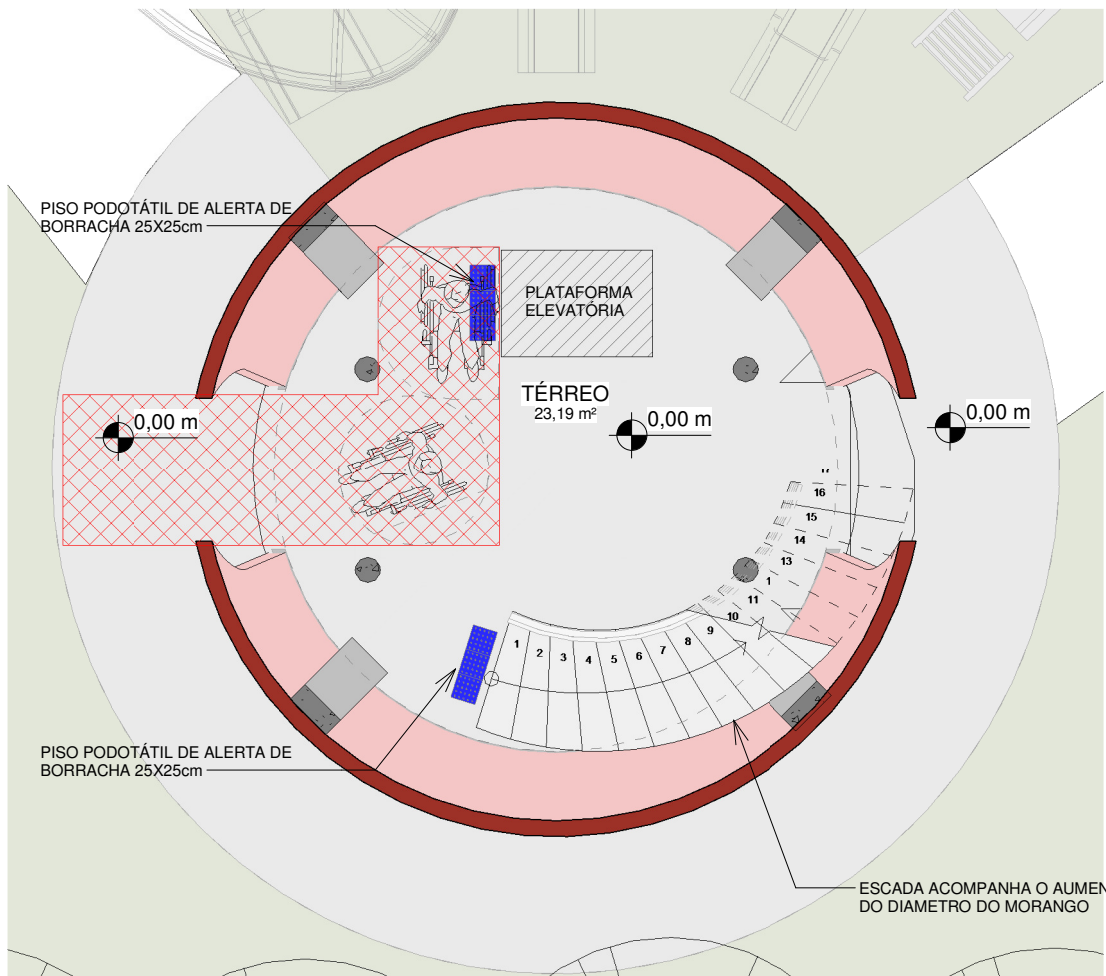 PISO PODOTÁTIL DE ALERTA DE
BORRACHA 25X25cm
PLATAFORMA
ELEVATÓRIA
TÉRREO
23,19 m²
0,00 m
0,00 m
0,00 m
16
15
14
13
1
11
10
9
8
7
6
5
4
3
2
1
PISO PODOTÁTIL DE ALERTA DE
BORRACHA 25X25cm
ESCADA ACOMPANHA O AUMEN
DO DIAMETRO DO MORANGO